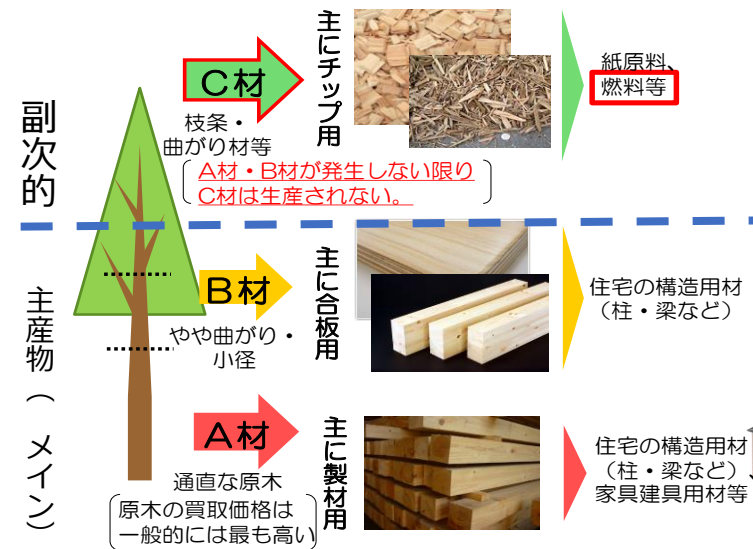 副次的
C材
枝条・
曲がり材等
A材・B材が発生しない限り
C材は生産されない。
主にチップ用
紙原料、
燃料等
主産物（メイン）
B材
やや曲がり・
小径
主に合板用
住宅の構造用材
（柱・梁など）
A材
通直な原木
原木の買取価格は
一般的には最も高い
主に製材用
住宅の構造用材
（柱・梁など）、
家具建具用材等